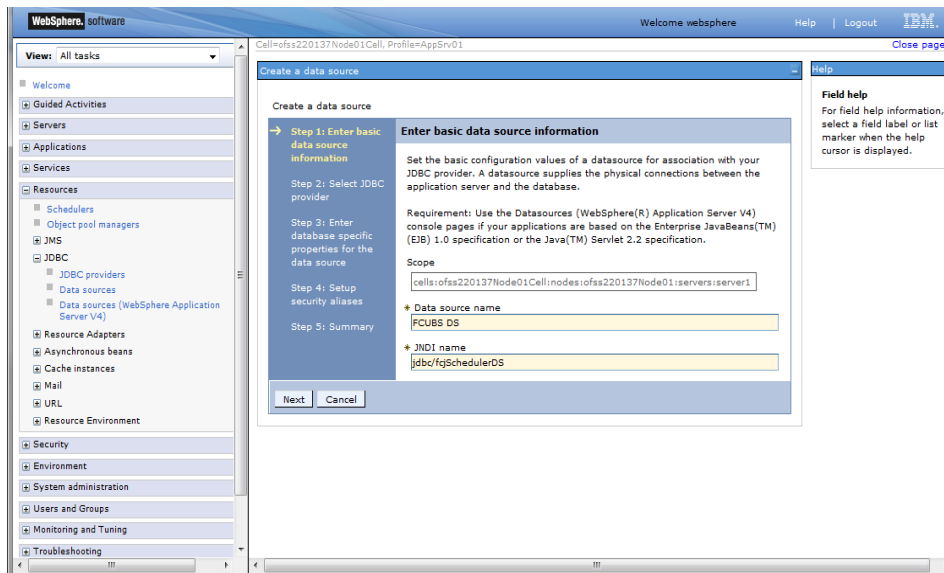 WebSphere. software
Welcome websphere
Help | Logout
IBM.
View: All tasks
Welcome
Guided Activities
Servers
Applications
Services
Resources
Schedulers
Object pool managers
JMS
JDBC
JDBC providers
Data sources
Data sources (WebSphere Application
Server V4)
Resource Adapters
Asynchronous beans
Cache instances
Mail
URL
Resource Environment
Security
Environment
System administration
Users and Groups
Monitoring and Tuning
Troubleshooting
Cell=ofss220137Node01Cell, Profile=AppSrv01
Close page
Create a data source
Create a data source
Step 1: Enter basic
data source
information
Step 2: Select JDBC
provider
Step 3: Enter
database specific
properties for the
data source
Step 4: Setup
security aliases
Step 5: Summary
Enter basic data source information
Set the basic configuration values of a datasource for association with your
JDBC provider. A datasource supplies the physical connections between the
application server and the database.
Requirement: Use the Datasources (WebSphere(R) Application Server V4)
console pages if your applications are based on the Enterprise JavaBeans(TM)
(EJB) 1.0 specification or the Java(TM) Servlet 2.2 specification.
Scope
cells:ofss220137Node01Cell:nodes:ofss220137Node01:servers:server1
* Data source name
FCUBS DS
* JNDI name
jdbc/fcjSchedulerDS
Next Cancel
Help
Field help
For field help information,
select a field label or list
marker when the help
cursor is displayed.